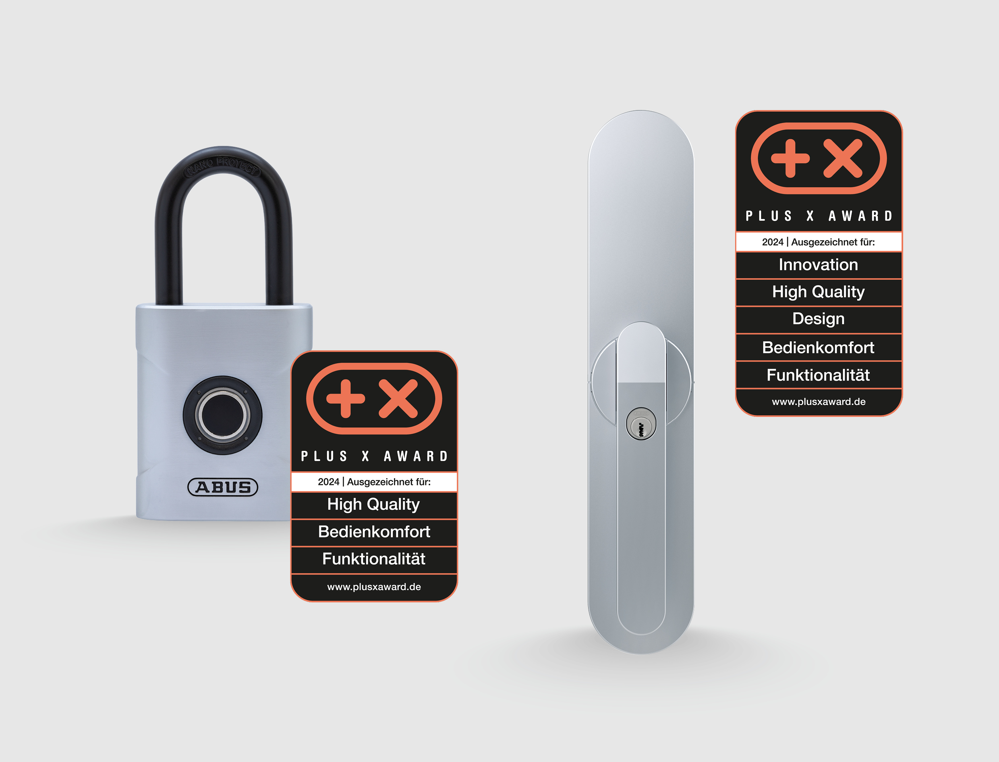 NANO PROTECT
ABUS
PLUS X AWARD
2024 | Ausgezeichnet für:
High Quality
Bedienkomfort
Funktionalität
www.plusxaward.de
PLUS X AWARD
2024 | Ausgezeichnet für:
Innovation
High Quality
Design
Bedienkomfort
Funktionalität
www.plusxaward.de